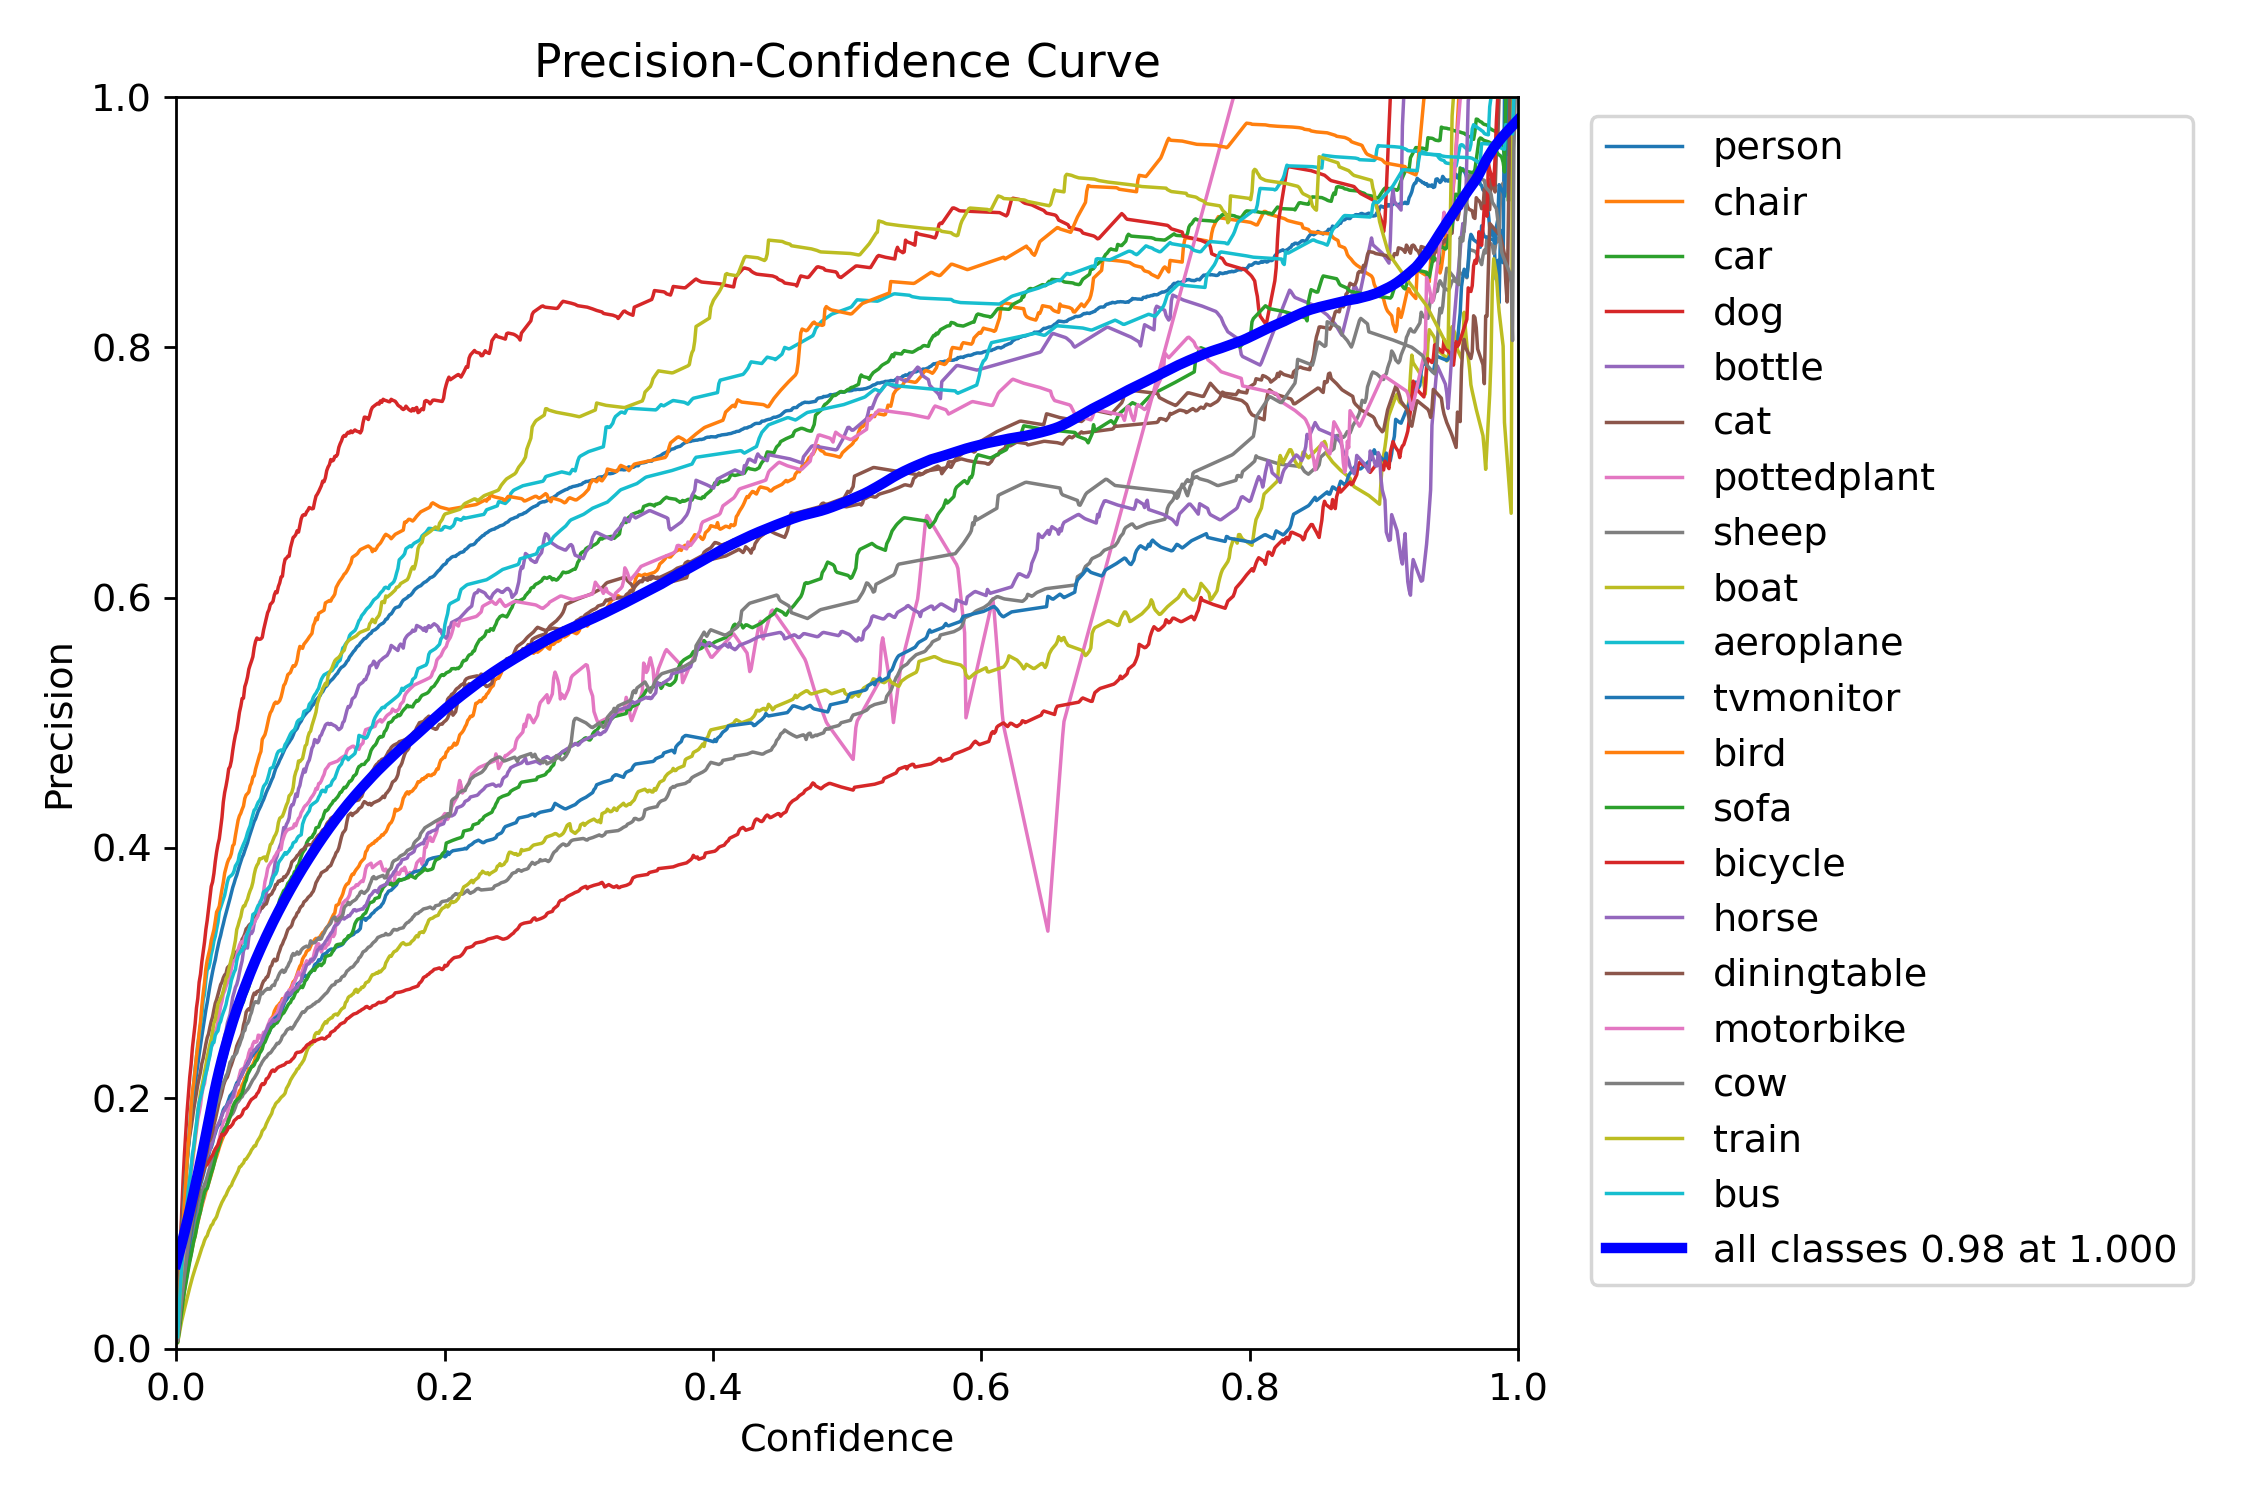 Precision-Confidence Curve
1.0
0.8
0.6
0.4
0.2
0.0
Precision
0.0 0.2 0.4 0.6 0.8 1.0
Confidence
person
chair
car
dog
bottle
cat
pottedplant
sheep
boat
aeroplane
tvmonitor
bird
sofa
bicycle
horse
diningtable
motorbike
cow
train
bus
all classes 0.98 at 1.000